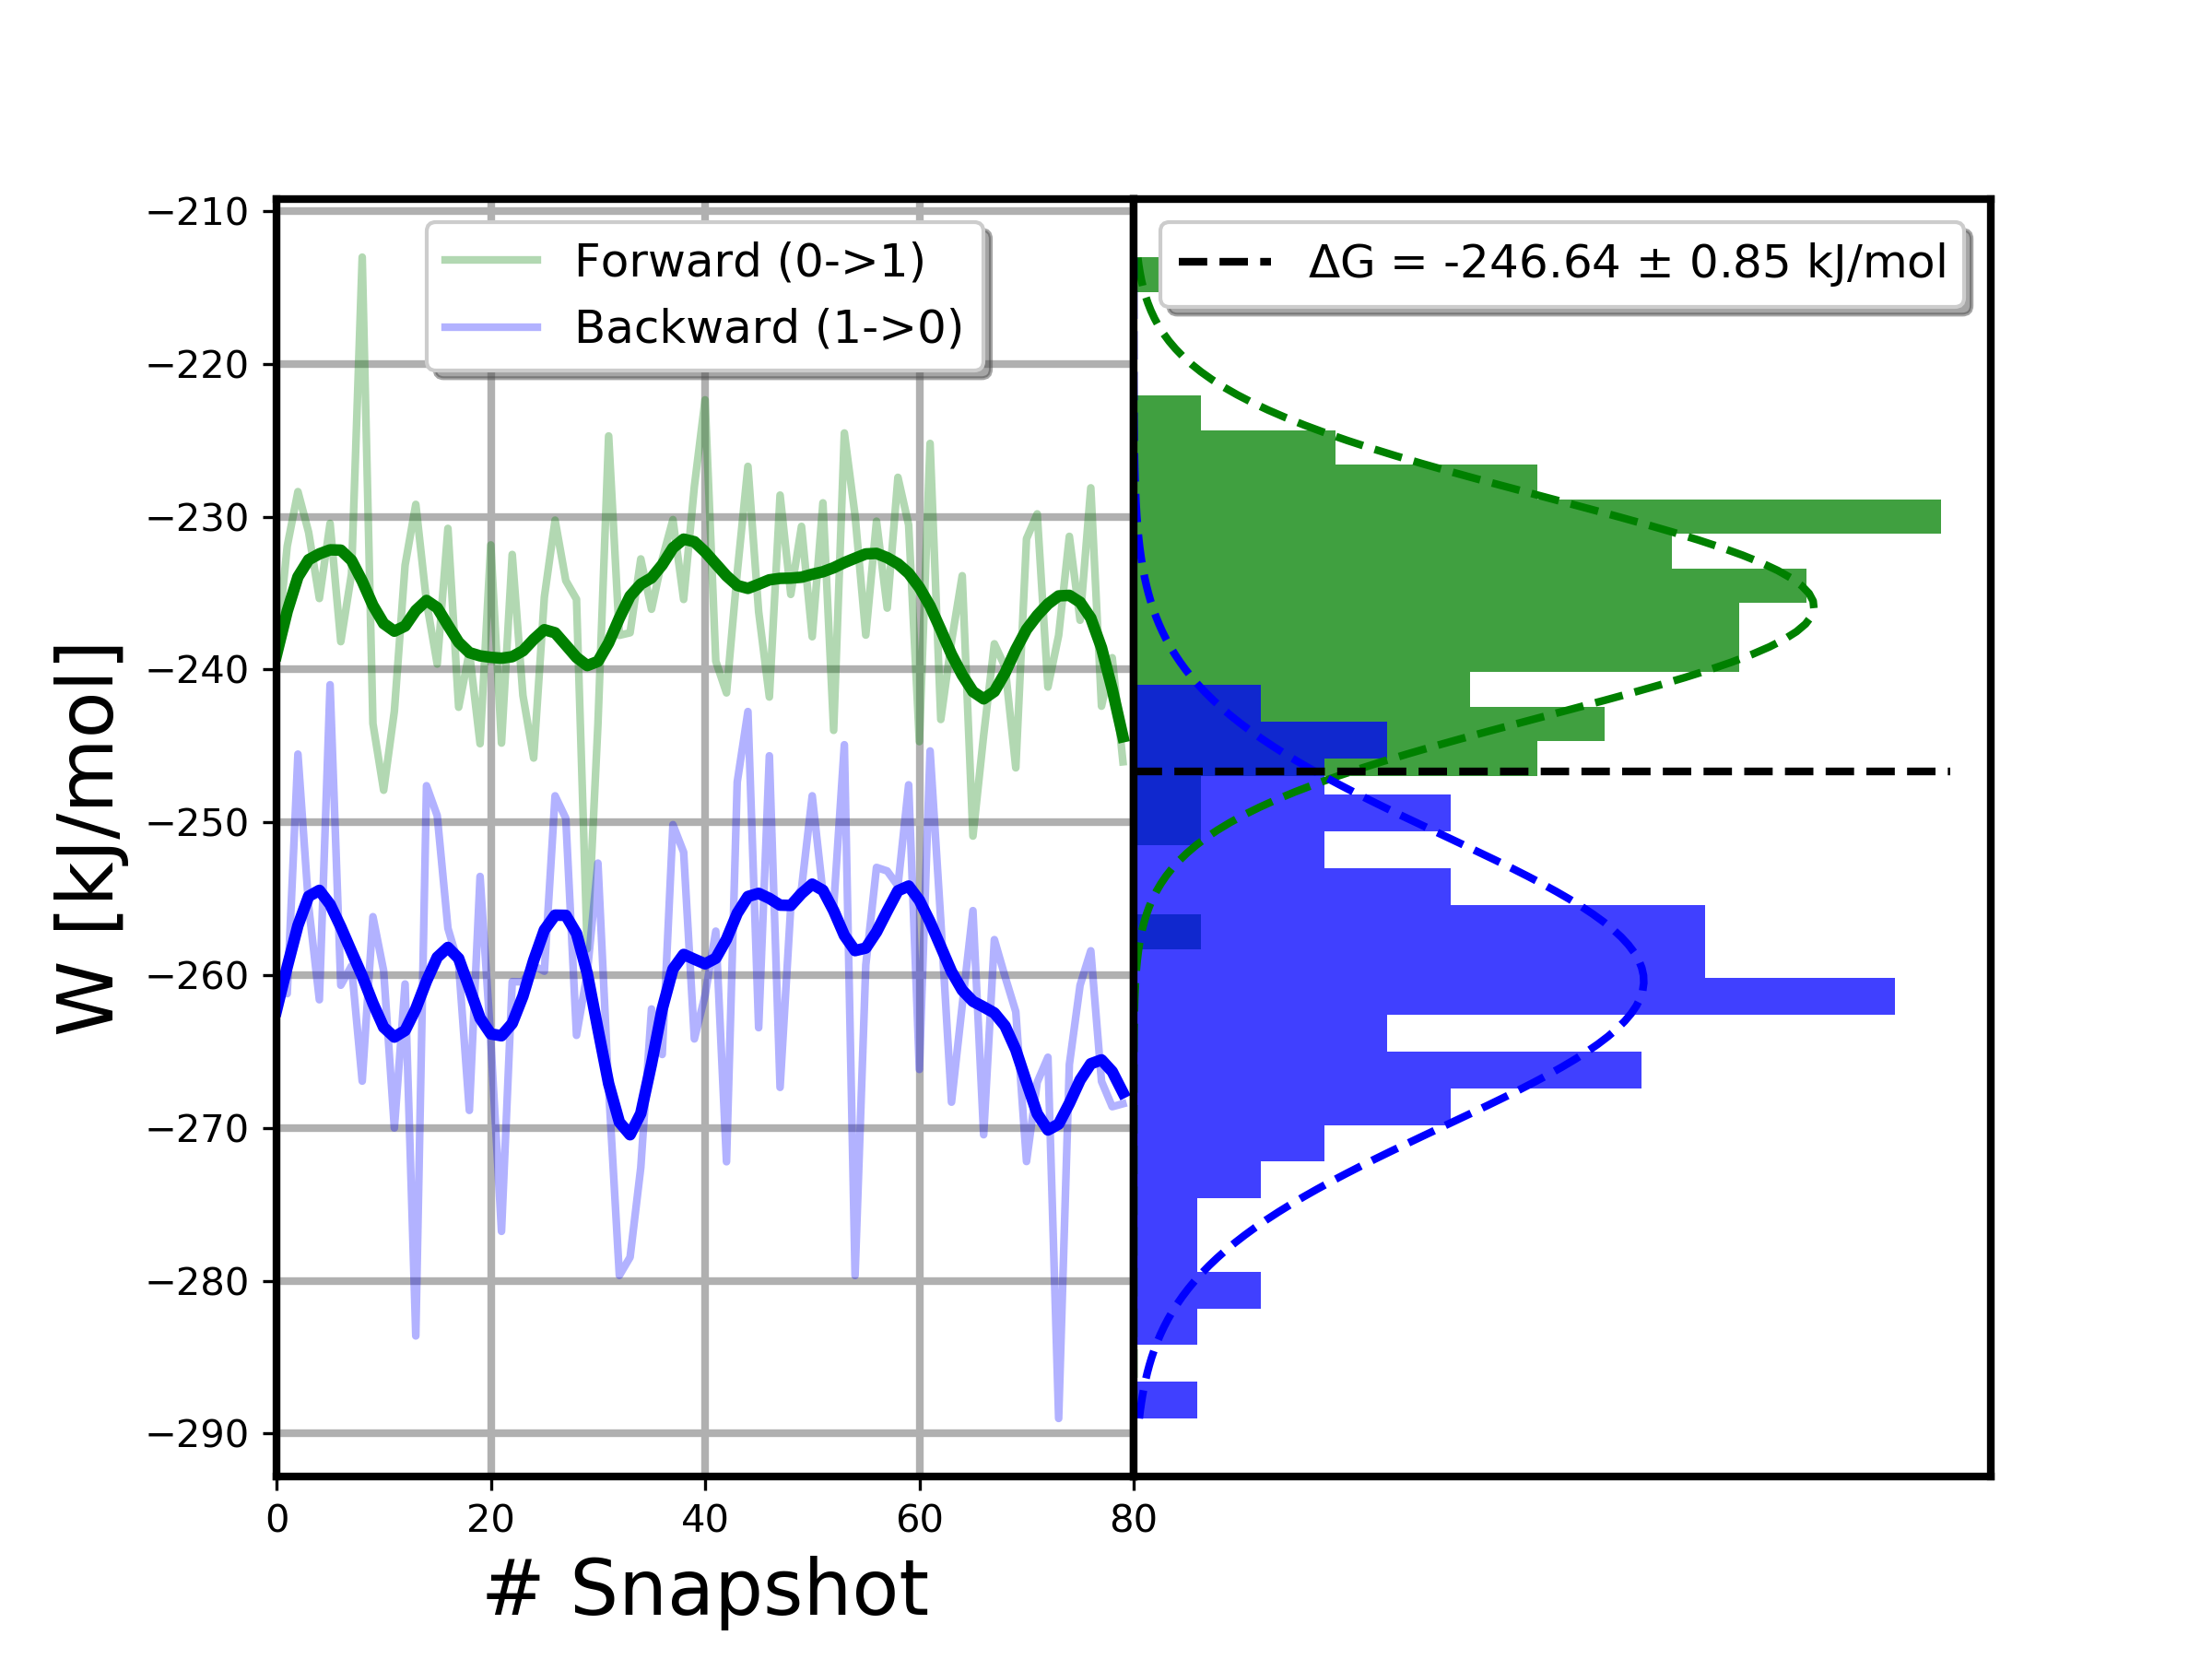 W [kJ/mol]
−210
−220
−230
−240
−250
−260
−270
−280
−290
Forward (0->1)
Backward (1->0)
ΔG = -246.64 ± 0.85 kJ/mol
0 20 40 60 80
# Snapshot